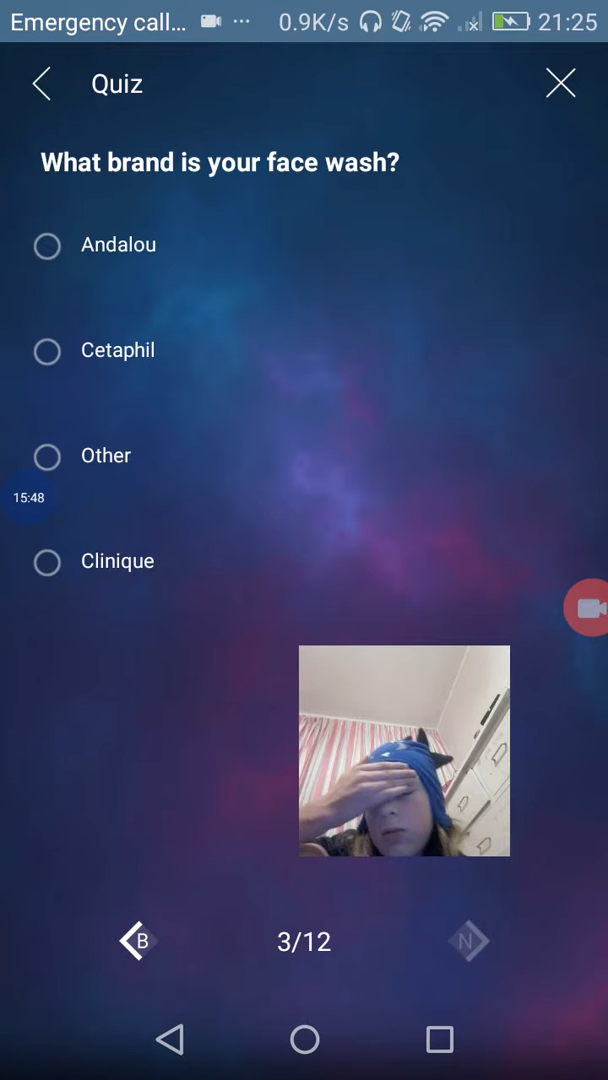 Emergency call... ... 0.9K/s 21:25
Quiz
What brand is your face wash?
Andalou
Cetaphil
Other
15:48
Clinique
B 3/12 N